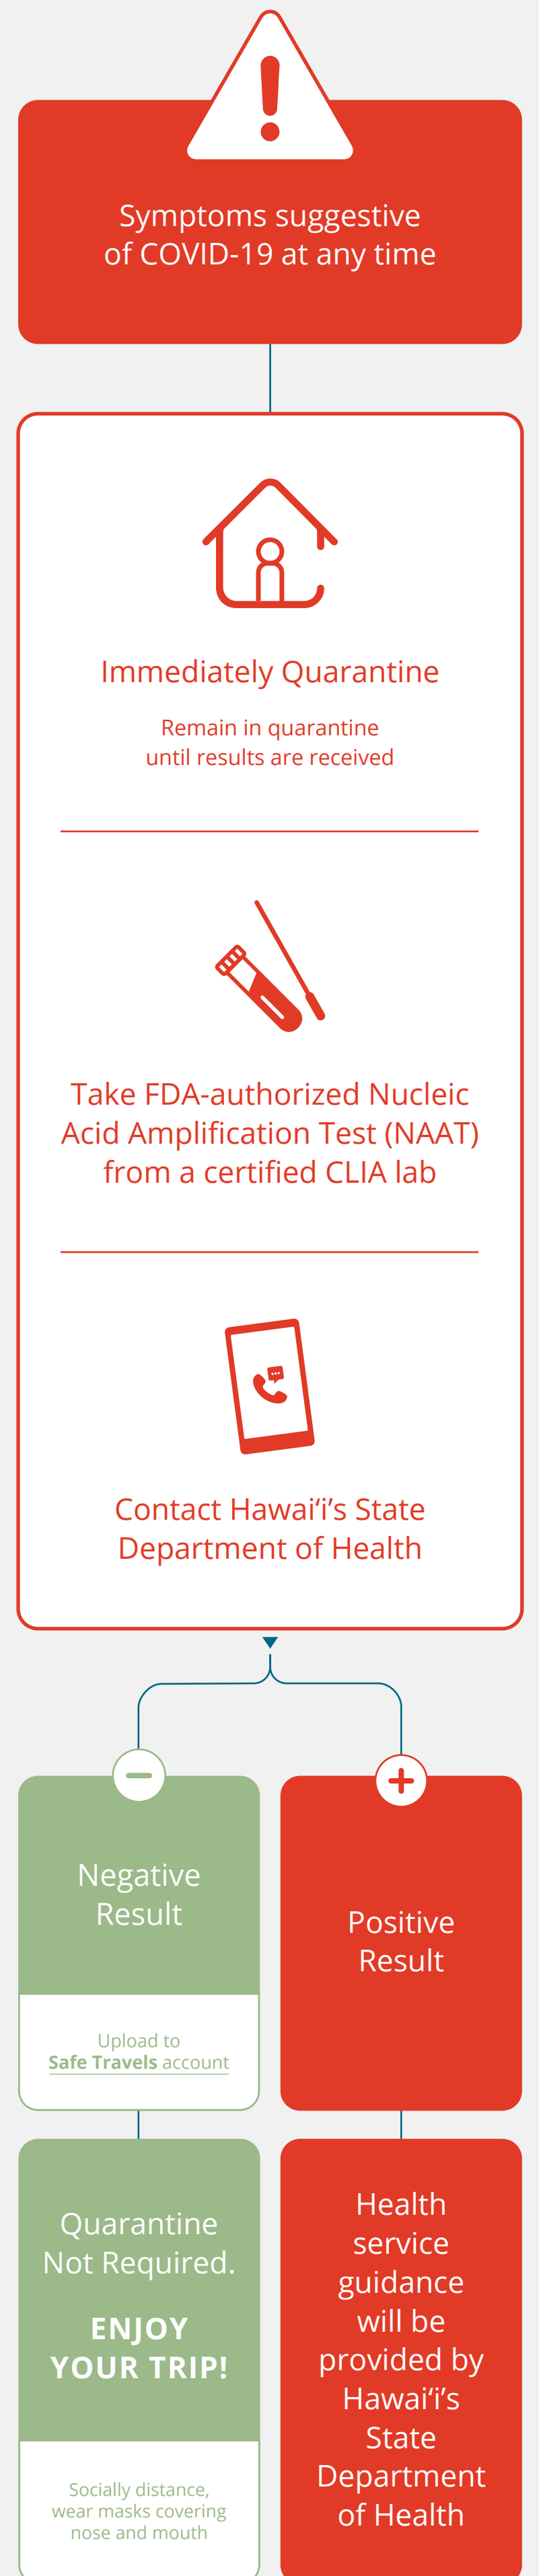 Symptoms suggestive
of COVID-19 at any time
Immediately Quarantine
Remain in quarantine
until results are received
Take FDA-authorized Nucleic
Acid Amplification Test (NAAT)
from a certified CLIA lab
Contact Hawaiʻi’s State
Department of Health
Negative
Result
Upload to
Safe Travels account
Positive
Result
Quarantine
Not Required.
ENJOY
YOUR TRIP!
Socially distance,
wear masks covering
nose and mouth
Health
service
guidance
will be
provided by
Hawaiʻi’s
State
Department
of Health